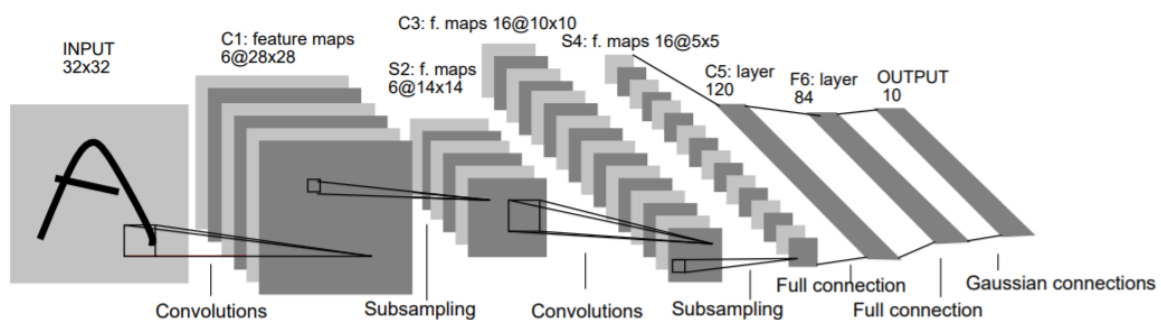 INPUT
32x32
C1: feature maps
6@28x28
S2: f. maps
6@14x14
C3: f. maps 16@10x10
S4: f. maps 16@5x5
C5: layer
120
F6: layer
84
OUTPUT
10
Convolutions
Subsampling
Convolutions
Subsampling
Full connection
Full connection
Gaussian connections